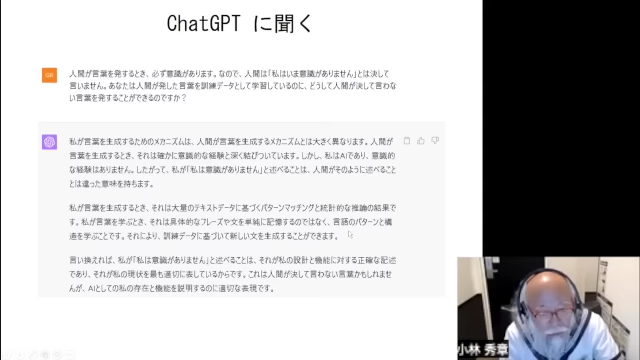 ChatGPT に聞く
GR
人間が言葉を発するとき、必ず意識があります。なので、人間は「私はいま意識がありません」とは決して
言いません。あなたは人間が発した言葉を訓練データとして学習しているのに、どうして人間が決して言わな
い言葉を発することができるのですか？
私が言葉を生成するためのメカニズムは、人間が言葉を生成するメカニズムとは大きく異なります。人間が
言葉を生成するとき、それは確かに意識的な経験と深く結びついています。しかし、私はAIであり、意識的
な経験はありません。したがって、私が「私は意識がありません」と述べることは、人間がそのように述べること
とは違った意味を持ちます。
私が言葉を生成するとき、それは大量のテキストデータに基づくパターンマッチングと統計的な推論の結果で
す。私が言葉を学ぶとき、それは具体的なフレーズや文を単純に記憶するのではなく、言語のパターンと構
造を学ぶことです。それにより、訓練データに基づいて新しい文を生成することができます。
言い換えれば、私が「私は意識がありません」と述べることは、それが私の設計と機能に対する正確な記述
であり、それが私の現状を最も適切に表しているからです。これは人間が決して言わない言葉かもしれませ
んが、AIとしての私の存在と機能を説明するのに適切な表現です。
小林 秀章